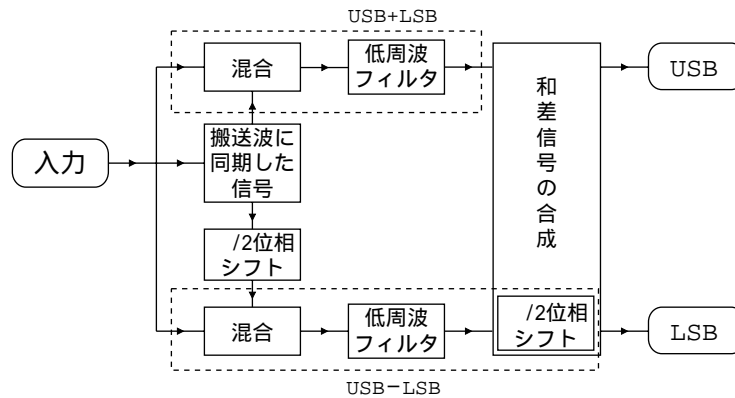 USB+LSB
混合
低周波
フィルタ
USB
入力
搬送波に
同期した
信号
和差信号の合成
/2位相
シフト
混合
低周波
フィルタ
/2位相
シフト
LSB
USB−LSB